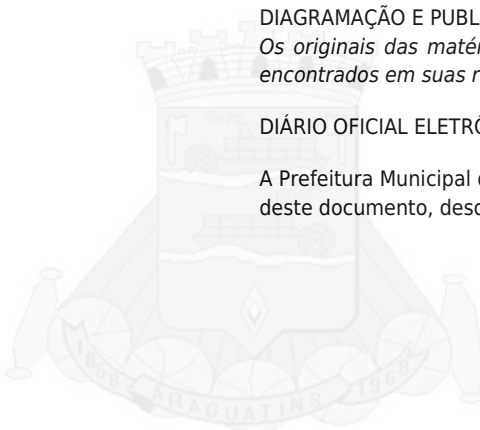 DIAGRAMAÇÃO E PUBL
Os originais das matér
encontrados em suas r
DIÁRIO OFICIAL ELETRÔ
A Prefeitura Municipal
deste documento, desc
1868 ARAGUATINS 1968